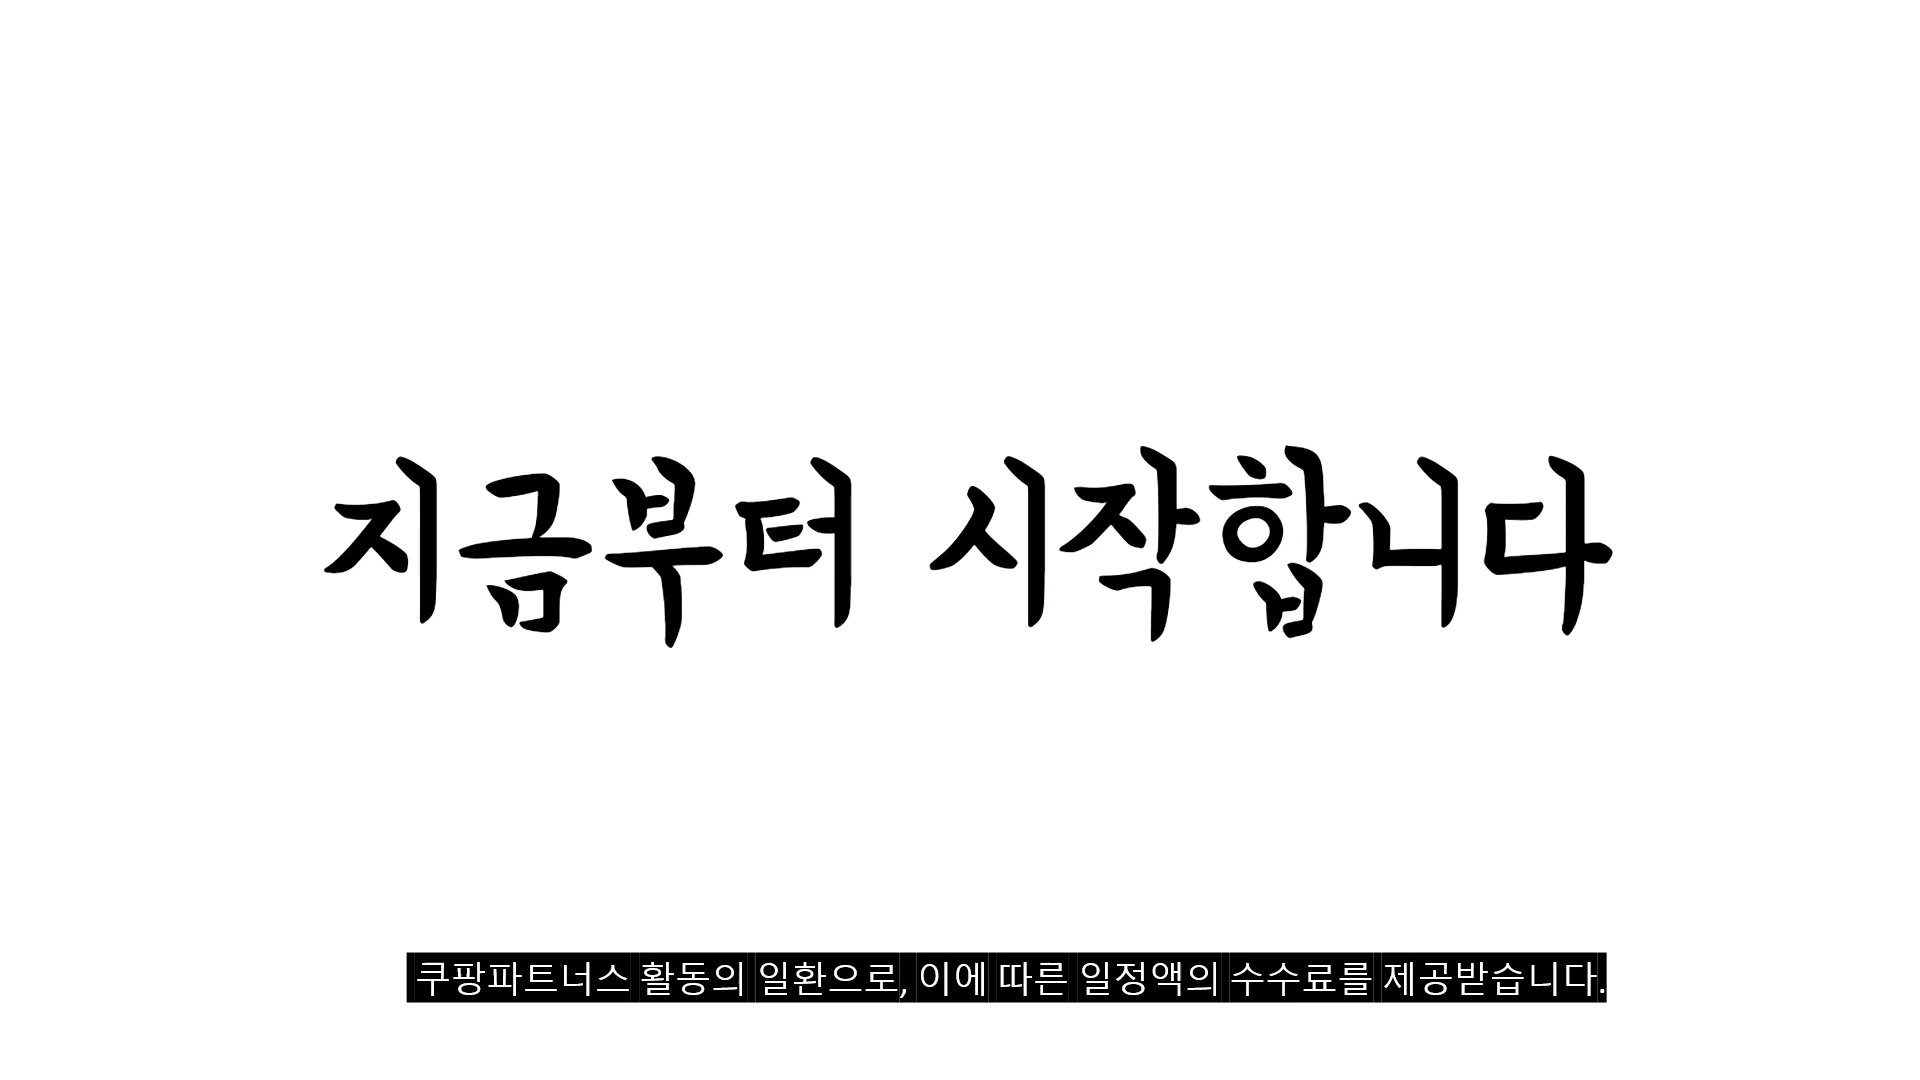 지금부터 시작합니다
쿠팡파트너스 활동의 일환으로, 이에 따른 일정액의 수수료를 제공받습니다.